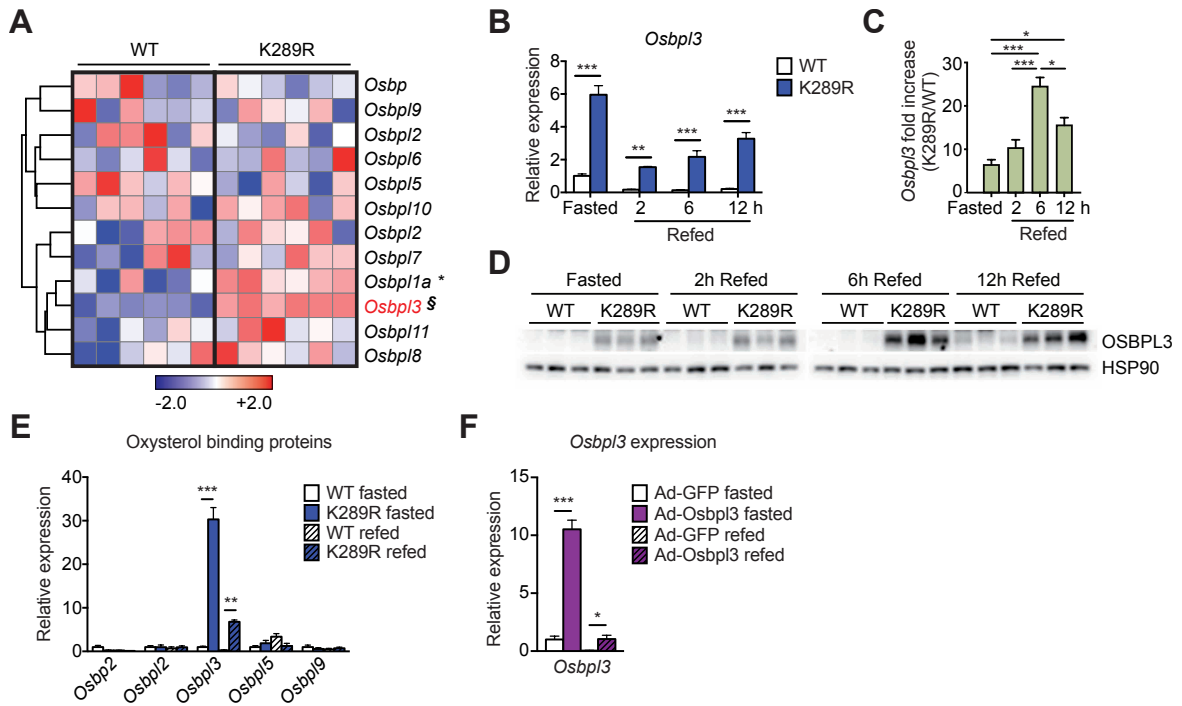 A
WT K289R
Osbp
Osbpl9
Osbpl2
Osbpl6
Osbpl5
Osbpl10
Osbpl2
Osbpl7
Osbpl1a *
Osbpl3 §
Osbpl11
Osbpl8
-2.0 +2.0
B
Osbpl3
Relative expression
8
6
4
2
0
***
**
***
***
WT
K289R
Fasted 2 6 12 h
Refed
C
Osbpl3 fold increase
(K289R/WT)
30
20
10
0
*
***
*** *
Fasted 2 6 12 h
Refed
D
Fasted 2h Refed 6h Refed 12h Refed
WT K289R WT K289R WT K289R WT K289R
OSBPL3
HSP90
E
Oxysterol binding proteins
Relative expression
40
30
20
10
0
***
**
WT fasted
K289R fasted
WT refed
K289R refed
Osbp2 Osbpl2 Osbpl3 Osbpl5 Osbpl9
F
Osbpl3 expression
Relative expression
15
10
5
0
***
*
Ad-GFP fasted
Ad-Osbpl3 fasted
Ad-GFP refed
Ad-Osbpl3 refed
Osbpl3